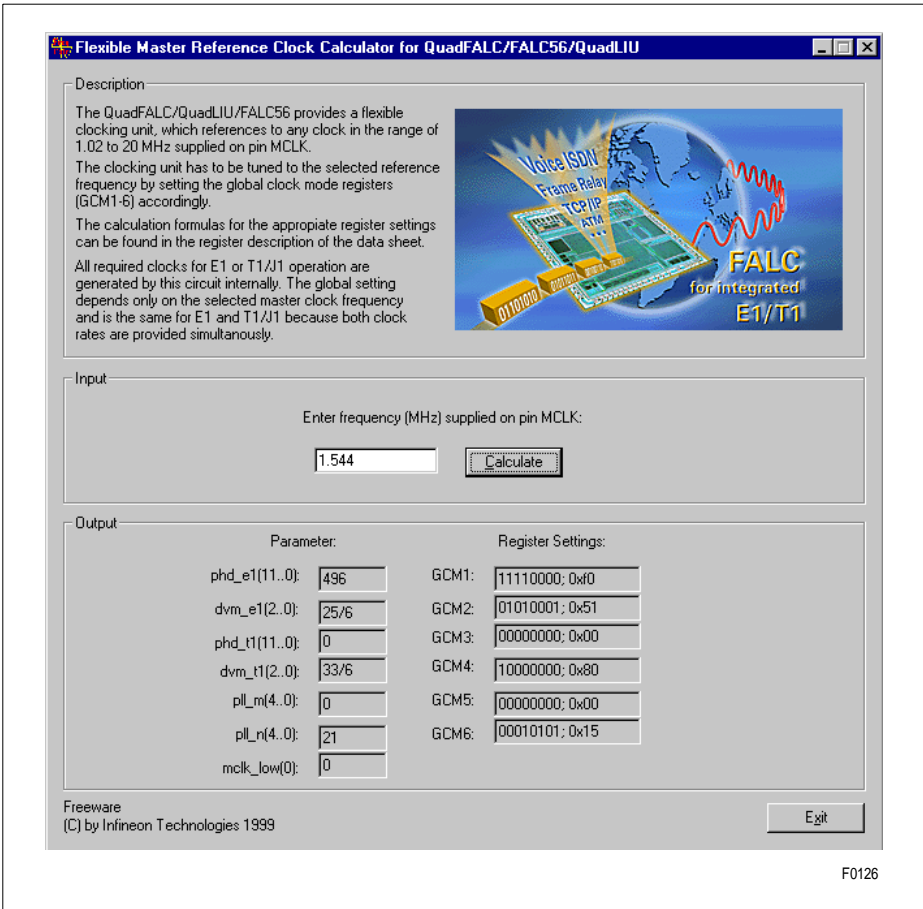 Flexible Master Reference Clock Calculator for QuadFALC/FALC56/QuadLIU
Description
The QuadFALC/QuadLIU/FALC56 provides a flexible
clocking unit, which references to any clock in the range of
1.02 to 20 MHz supplied on pin MCLK.
The clocking unit has to be tuned to the selected reference
frequency by setting the global clock mode registers
(GCM1-6) accordingly.
The calculation formulas for the appropiate register settings
can be found in the register description of the data sheet.
All required clocks for E1 or T1/J1 operation are
generated by this circuit internally. The global setting
depends only on the selected master clock frequency
and is the same for E1 and T1/J1 because both clock
rates are provided simultanously.
Voice ISDN
Frame Relay
TCP/IP
ATM
...
01101010
01010110
01010
FALC
for integrated
E1/T1
Input
Enter frequency (MHz) supplied on pin MCLK:
1.544
Calculate
Output
Parameter:
Register Settings:
phd_e1(11..0): 496
GCM1: 11110000; 0xf0
dvm_e1(2..0): 25/6
GCM2: 01010001; 0x51
phd_t1(11..0): 0
GCM3: 00000000; 0x00
dvm_t1(2..0): 33/6
GCM4: 10000000; 0x80
pll_m(4..0): 0
GCM5: 00000000; 0x00
pll_n(4..0): 21
GCM6: 00010101; 0x15
mclk_low(0): 0
Freeware
(C) by Infineon Technologies 1999
Exit
F0126